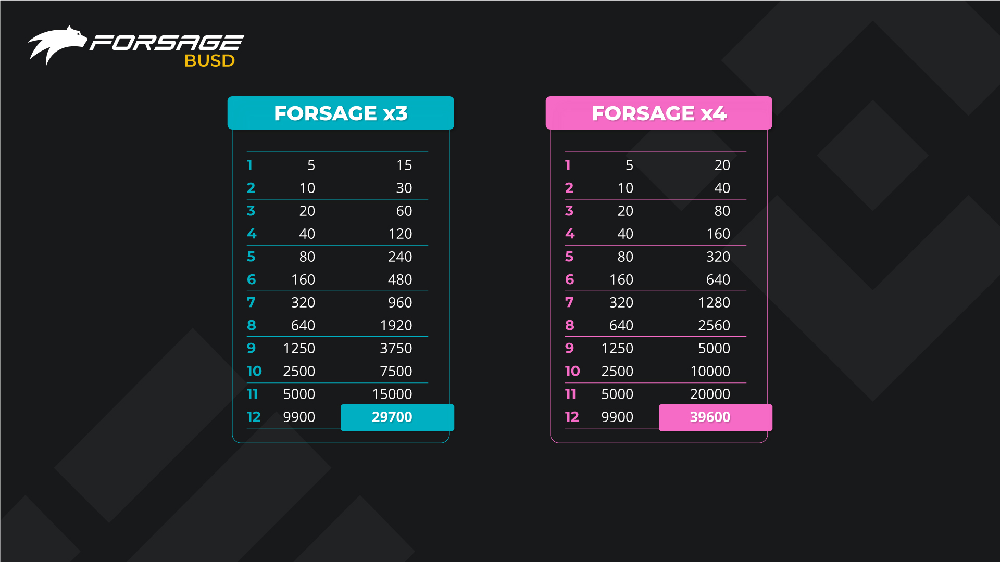 FORSAGE
BUSD
FORSAGE x3
1 5 15
2 10 30
3 20 60
4 40 120
5 80 240
6 160 480
7 320 960
8 640 1920
9 1250 3750
10 2500 7500
11 5000 15000
12 9900 29700
FORSAGE x4
1 5 20
2 10 40
3 20 80
4 40 160
5 80 320
6 160 640
7 320 1280
8 640 2560
9 1250 5000
10 2500 10000
11 5000 20000
12 9900 39600